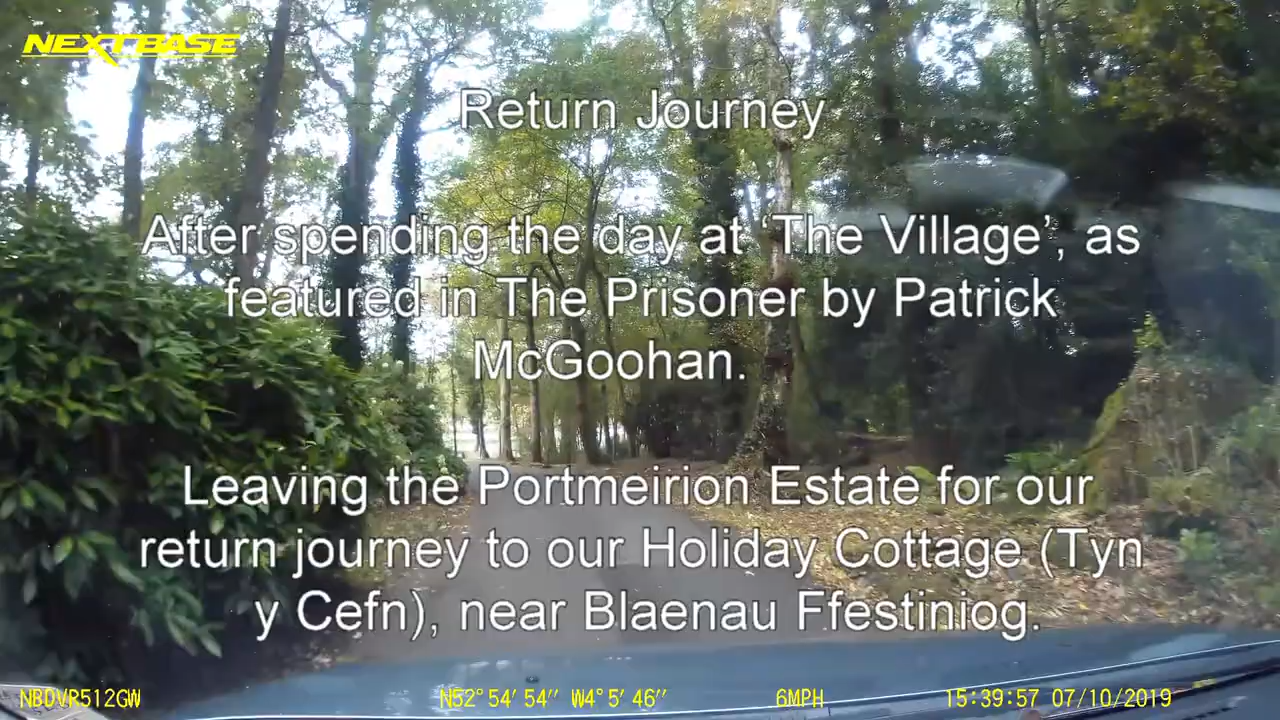 NEXTBASE
Return Journey
After spending the day at ‘The Village’, as
featured in The Prisoner by Patrick
McGoohan.
Leaving the Portmeirion Estate for our
return journey to our Holiday Cottage (Tyn
y Cefn), near Blaenau Ffestiniog.
NBDVR512GW N52°54'54" W4°5'46" 6MPH 15:39:57 07/10/2019